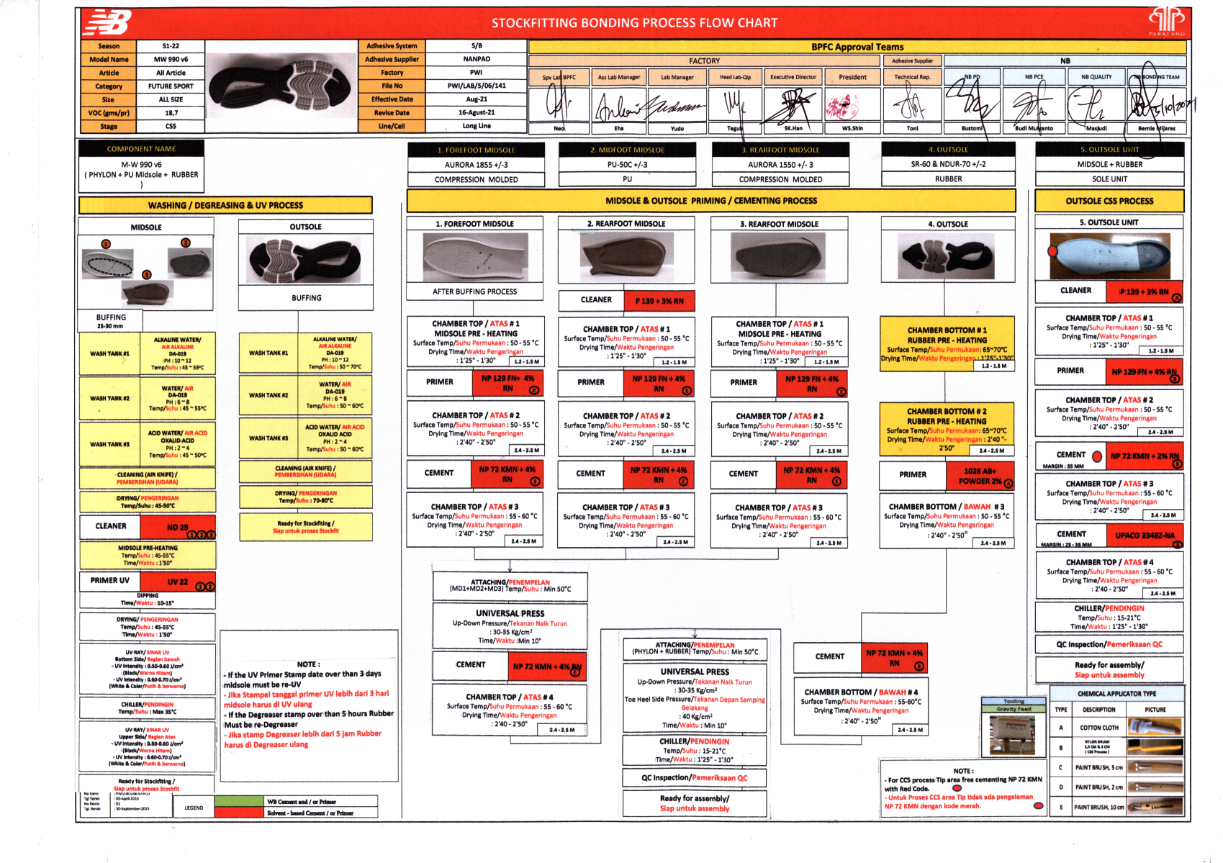 STOCKFITTING BONDING PROCESS FLOW CHART
PARKLAND
Season S1-22
Model Name MW 990 v6
Article All Article
Category FUTURE SPORT
Size ALL SIZE
VOC (gms/pr) 18,7
Stage CSS
Adhesive System S/B
Adhesive Supplier NANPAO
Factory PWI
File No PWI/LAB/S/06/141
Effective Date Aug-21
Revise Date 16-Agust-21
Line/Cell Long Line
BPFC Approval Teams
FACTORY
Adhesive Supplier
NB
Spv Lab BPFC
Ass Lab Manager
Lab Manager
Head Lab-Qip
Executive Director
President
Technical Rep.
NB PD
NB PCE
NB QUALITY
NB BONDING TEAM
Neo.
Ehe
Yudo
Teguh
SK.Han
WS.Shin
Toni
Bustomi
Budi Mulyanto
Masjudi
Bernie Mijares
COMPONENT NAME
M-W 990 v6
( PHYLON + PU Midsole + RUBBER
)
1. FOREFOOT MIDSOLE
AURORA 1855 +/-3
COMPRESSION MOLDED
2. MIDFOOT MIDSLOE
PU-50C +/-3
PU
3. REARFOOT MIDSOLE
AURORA 1550 +/- 3
COMPRESSION MOLDED
4. OUTSOLE
SR-60 & NDUR-70 +/-2
RUBBER
5. OUTSOLE UNIT
MIDSOLE + RUBBER
SOLE UNIT
WASHING / DEGREASING & UV PROCESS
MIDSOLE & OUTSOLE PRIMING / CEMENTING PROCESS
OUTSOLE CSS PROCESS
MIDSOLE
1
2
3
BUFFING
25-30 mm
WASH TANK #1
ALKALINE WATER/
AIR ALKALINE
DA-019
PH : 10 ~ 12
Temp/Suhu : 45 ~ 55ºC
WASH TANK #2
WATER/ AIR
DA-019
PH : 6 ~ 8
Temp/Suhu : 45 ~ 55ºC
WASH TANK #3
ACID WATER/ AIR ACID
OXALID ACID
PH : 2 ~ 4
Temp/Suhu : 45 ~ 50ºC
CLEANING (AIR KNIFE) /
PEMBERSIHAN (UDARA)
DRYING/ PENGERINGAN
Temp/Suhu : 45-50ºC
CLEANER
NO 29
1 2 3
MIDSOLE PRE-HEATING
Temp/Suhu : 45-55ºC
Time/Waktu : 1'50"
PRIMER UV
UV 22
DIPPING
Time/Waktu : 10-15"
DRYING/ PENGERINGAN
Temp/Suhu : 45-55ºC
Time/Waktu : 1'50"
UV RAY/ SINAR UV
Bottom Side/ Bagian bawah
- UV Intensity : 0.50-0.60 J/cm²
(Black/Warna Hitam)
- UV Intensity : 0.60-0.70 J/cm²
(White & Color/Putih & berwarna)
CHILLER/PENDINGIN
Temp/Suhu : Max 35°C
UV RAY/ SINAR UV
Upper Side/ Bagian Atas
- UV Intensity : 0.50-0.60 J/cm²
(Black/Warna Hitam)
- UV Intensity : 0.60-0.70 J/cm²
(White & Color/Putih & berwarna)
Ready for Stockfiting /
Siap untuk proses Stockfit
OUTSOLE
BUFFING
WASH TANK #1
ALKALINE WATER/
AIR ALKALINE
DA-019
PH : 10 ~ 12
Temp/Suhu : 50 ~ 70ºC
WASH TANK #2
WATER/ AIR
DA-019
PH : 6 ~ 8
Temp/Suhu : 50 ~ 60ºC
WASH TANK #3
ACID WATER/ AIR ACID
OXALID ACID
PH : 2 ~ 4
Temp/Suhu : 50 ~ 60ºC
CLEANING (AIR KNIFE) /
PEMBERSIHAN (UDARA)
DRYING/ PENGERINGAN
Temp/Suhu : 70-80ºC
Ready for Stockfiting /
Siap untuk proses Stockfit
NOTE :
- If the UV Primer Stamp date over than 3 days
midsole must be re-UV
- Jika Stampel tanggal primer UV lebih dari 3 hari
midsole harus di UV ulang
- If the Degreaser stamp over than 5 hours Rubber
Must be re-Degreaser
- Jika stamp Degreaser lebih dari 5 jam Rubber
harus di Degreaser ulang
LEGEND
WB Cement and / or Primer
Solvent - based Cement / or Primer
1. FOREFOOT MIDSOLE
AFTER BUFFING PROCESS
CHAMBER TOP / ATAS # 1
MIDSOLE PRE - HEATING
Surface Temp/Suhu Permukaan : 50 - 55 °C
Drying Time/Waktu Pengeringan
: 1'25" - 1'30"
1.2 - 1.5 M
PRIMER
NP 129 FN+ 4%
RN
CHAMBER TOP / ATAS # 2
Surface Temp/Suhu Permukaan : 50 - 55 °C
Drying Time/Waktu Pengeringan
: 2'40" - 2'50"
2.4 - 2.5 M
CEMENT
NP 72 KMN + 4%
RN
CHAMBER TOP / ATAS # 3
Surface Temp/Suhu Permukaan : 55 - 60 °C
Drying Time/Waktu Pengeringan
: 2'40" - 2'50"
2.4 - 2.5 M
2. REARFOOT MIDSOLE
CLEANER
P 139 + 3% RN
CHAMBER TOP / ATAS # 1
Surface Temp/Suhu Permukaan : 50 - 55 °C
Drying Time/Waktu Pengeringan
: 1'25" - 1'30"
1.2 - 1.5 M
PRIMER
NP 129 FN+ 4%
RN
CHAMBER TOP / ATAS # 2
Surface Temp/Suhu Permukaan : 50 - 55 °C
Drying Time/Waktu Pengeringan
: 2'40" - 2'50"
2.4 - 2.5 M
CEMENT
NP 72 KMN + 4%
RN
CHAMBER TOP / ATAS # 3
Surface Temp/Suhu Permukaan : 55 - 60 °C
Drying Time/Waktu Pengeringan
: 2'40" - 2'50"
2.4 - 2.5 M
3. REARFOOT MIDSOLE
CHAMBER TOP / ATAS # 1
MIDSOLE PRE - HEATING
Surface Temp/Suhu Permukaan : 50 - 55 °C
Drying Time/Waktu Pengeringan
: 1'25" - 1'30"
1.2 - 1.5 M
PRIMER
NP 129 FN+ 4%
RN
CHAMBER TOP / ATAS # 2
Surface Temp/Suhu Permukaan : 50 - 55 °C
Drying Time/Waktu Pengeringan
: 2'40" - 2'50"
2.4 - 2.5 M
CEMENT
NP 72 KMN + 4%
RN
CHAMBER TOP / ATAS # 3
Surface Temp/Suhu Permukaan : 55 - 60 °C
Drying Time/Waktu Pengeringan
: 2'40" - 2'50"
2.4 - 2.5 M
ATTACHING/PENEMPELAN
(MD1+MD2+MD3) Temp/Suhu : Min 50°C
UNIVERSAL PRESS
Up-Down Pressure/Tekanan Naik Turun
: 30-35 Kg/cm²
Time/Waktu :Min 10"
CEMENT
NP 72 KMN + 4% RN
CHAMBER TOP / ATAS # 4
Surface Temp/Suhu Permukaan : 55 - 60 °C
Drying Time/Waktu Pengeringan
: 2'40" - 2'50"
2.4 - 2.5 M
4. OUTSOLE
CHAMBER BOTTOM # 1
RUBBER PRE - HEATING
Surface Temp/Suhu Permukaan: 65~70°C
Drying Time/Waktu Pengeringan: 1'25"-1'30"
1.2 - 1.5 M
CHAMBER BOTTOM # 2
RUBBER PRE - HEATING
Surface Temp/Suhu Permukaan: 65~70°C
Drying Time/Waktu Pengeringan: 2'40 "-
2'50"
2.4 - 2.5 M
PRIMER
1026 AB+
POWDER 2%
CHAMBER BOTTOM / BAWAH # 3
Surface Temp/Suhu Permukaan : 50 - 55 °C
Drying Time/Waktu Pengeringan
: 2'40" - 2'50"
2.4 - 2.5 M
CEMENT
NP 72 KMN + 4%
RN
CHAMBER BOTTOM / BAWAH # 4
Surface Temp/Suhu Permukaan : 55-60°C
Drying Time/Waktu Pengeringan
: 2'40" - 2'50"
2.4 - 2.5 M
ATTACHING/PENEMPELAN
(PHYLON + RUBBER) Temp/Suhu : Min 50°C
UNIVERSAL PRESS
Up-Down Pressure/Tekanan Naik Turun
: 30-35 Kg/cm²
Toe Heel Side Pressure/Tekanan Depan Samping
Belakang
: 40 Kg/cm²
Time/Waktu : Min 10"
CHILLER/PENDINGIN
Temp/Suhu : 15-21°C
Time/Waktu : 1'25" - 1'30"
QC Inspection/Pemeriksaan QC
Ready for assembly/
Siap untuk assembly
5. OUTSOLE UNIT
CLEANER
P 139 + 3% RN
CHAMBER TOP / ATAS # 1
Surface Temp/Suhu Permukaan : 50 - 55 °C
Drying Time/Waktu Pengeringan
: 1'25" - 1'30"
1.2 - 1.5 M
PRIMER
NP 129 FN+ 4% RN
CHAMBER TOP / ATAS # 2
Surface Temp/Suhu Permukaan : 50 - 55 °C
Drying Time/Waktu Pengeringan
: 2'40" - 2'50"
2.4 - 2.5 M
CEMENT
MARGIN : 35 MM
NP 72 KMN + 2% RN
CHAMBER TOP / ATAS # 3
Surface Temp/Suhu Permukaan : 55 - 60 °C
Drying Time/Waktu Pengeringan
: 2'40" - 2'50"
2.4 - 2.5 M
CEMENT
MARGIN : 25 - 35 MM
UPACO 23482-NA
CHAMBER TOP / ATAS # 4
Surface Temp/Suhu Permukaan : 55 - 60 °C
Drying Time/Waktu Pengeringan
: 2'40 - 2'50"
2.4 - 2.5 M
CHILLER/PENDINGIN
Temp/Suhu : 15-21°C
Time/Waktu : 1'25" - 1'30"
QC Inspection/Pemeriksaan QC
Ready for assembly/
Siap untuk assembly
Tooling
Gravity Feed
NOTE :
- For CCS process Tip area free cementing NP 72 KMN
with Red Code.
- Untuk Proses CCS area Tip tidak ada pengeleman
NP 72 KMN dengan kode merah.
CHEMICAL APPLICATOR TYPE
TYPE DESCRIPTION PICTURE
A COTTON CLOTH
B NYLON BRUSH
( CSS Process )
C PAINT BRUSH, 5 cm
D PAINT BRUSH, 2 cm
E PAINT BRUSH, 10 cm